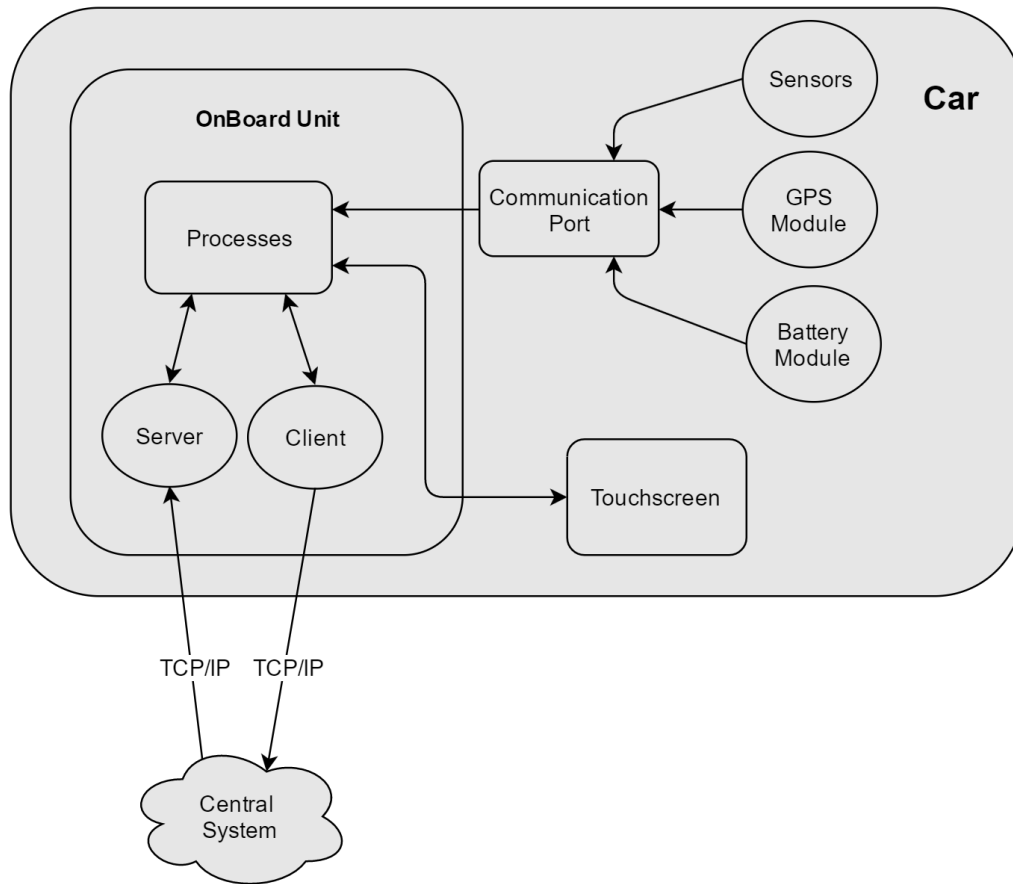 Sensors
Car
OnBoard Unit
Communication
Port
GPS
Module
Processes
Battery
Module
Server
Client
Touchscreen
TCP/IP
TCP/IP
Central
System